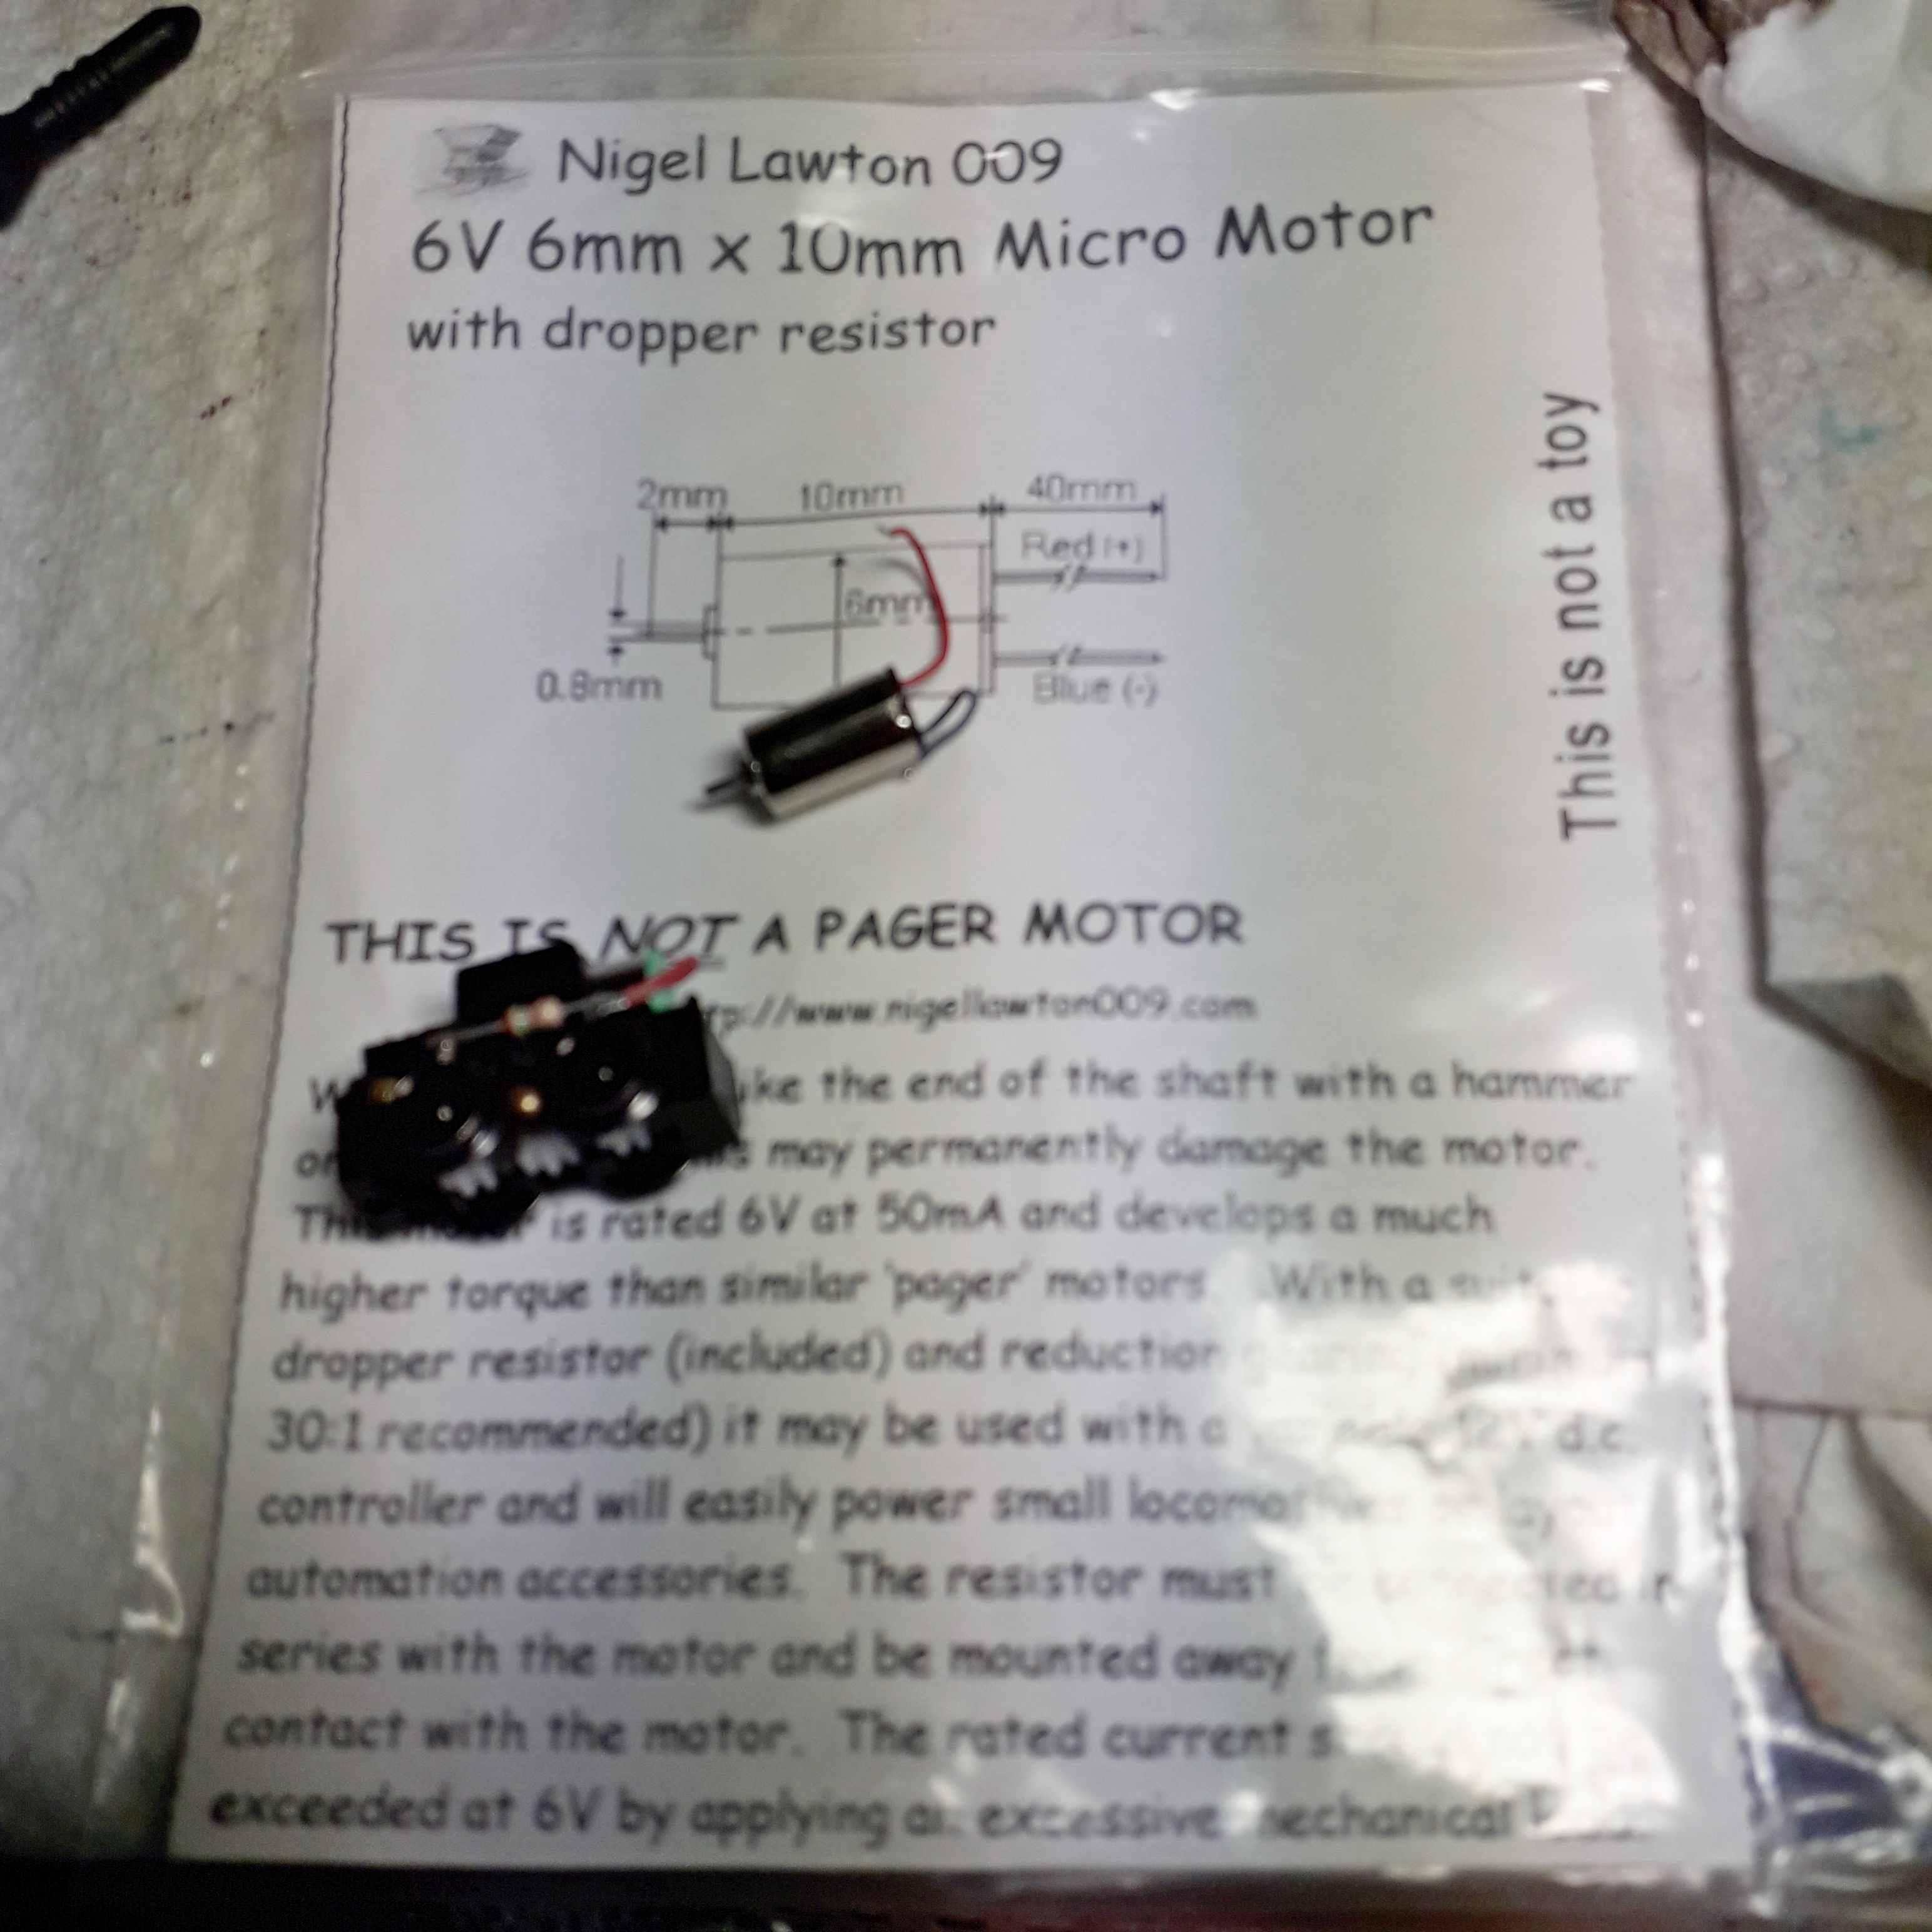 Nigel Lawton 009
6V 6mm x 10mm Micro Motor
with dropper resistor
2mm 10mm 40mm
Red (+)
6mm
0.8mm
Blue (-)
This is not a toy
THIS IS NOT A PAGER MOTOR
://www.nigellawton009.com
the end of the shaft with a hammer
may permanently damage the motor.
is rated 6V at 50mA and develops a much
higher torque than similar 'pager' motors. With a
dropper resistor (included) and reduction
30:1 recommended) it may be used with a d.c.
controller and will easily power small
automation accessories. The resistor must
series with the motor and be mounted away
contact with the motor. The rated current
exceeded at 6V by applying an excessive mechanical